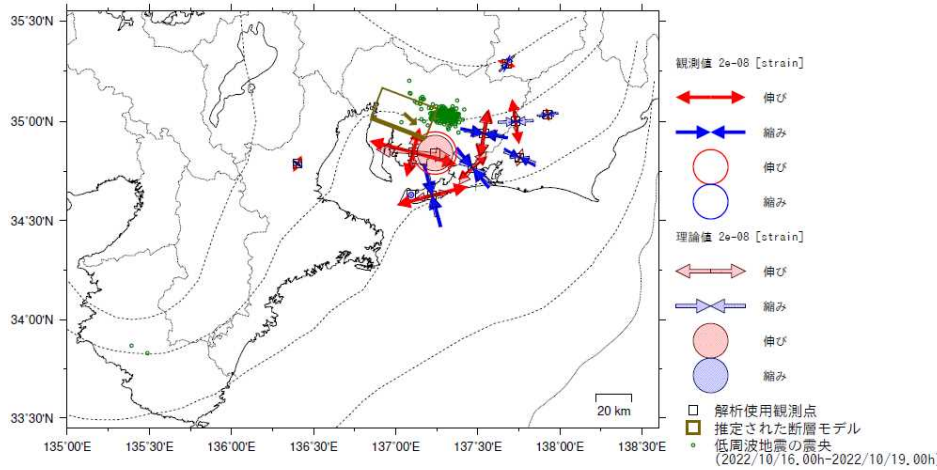 35°30'N
35°00'N
34°30'N
34°00'N
33°30'N
135°00'E
135°30'E
136°00'E
136°30'E
137°00'E
137°30'E
138°00'E
138°30'E
20 km
観測値 2e-08 [strain]
伸び
縮み
伸び
縮み
理論値 2e-08 [strain]
伸び
縮み
伸び
縮み
解析使用観測点
推定された断層モデル
低周波地震の震央
(2022/10/16.00h-2022/10/19.00h)